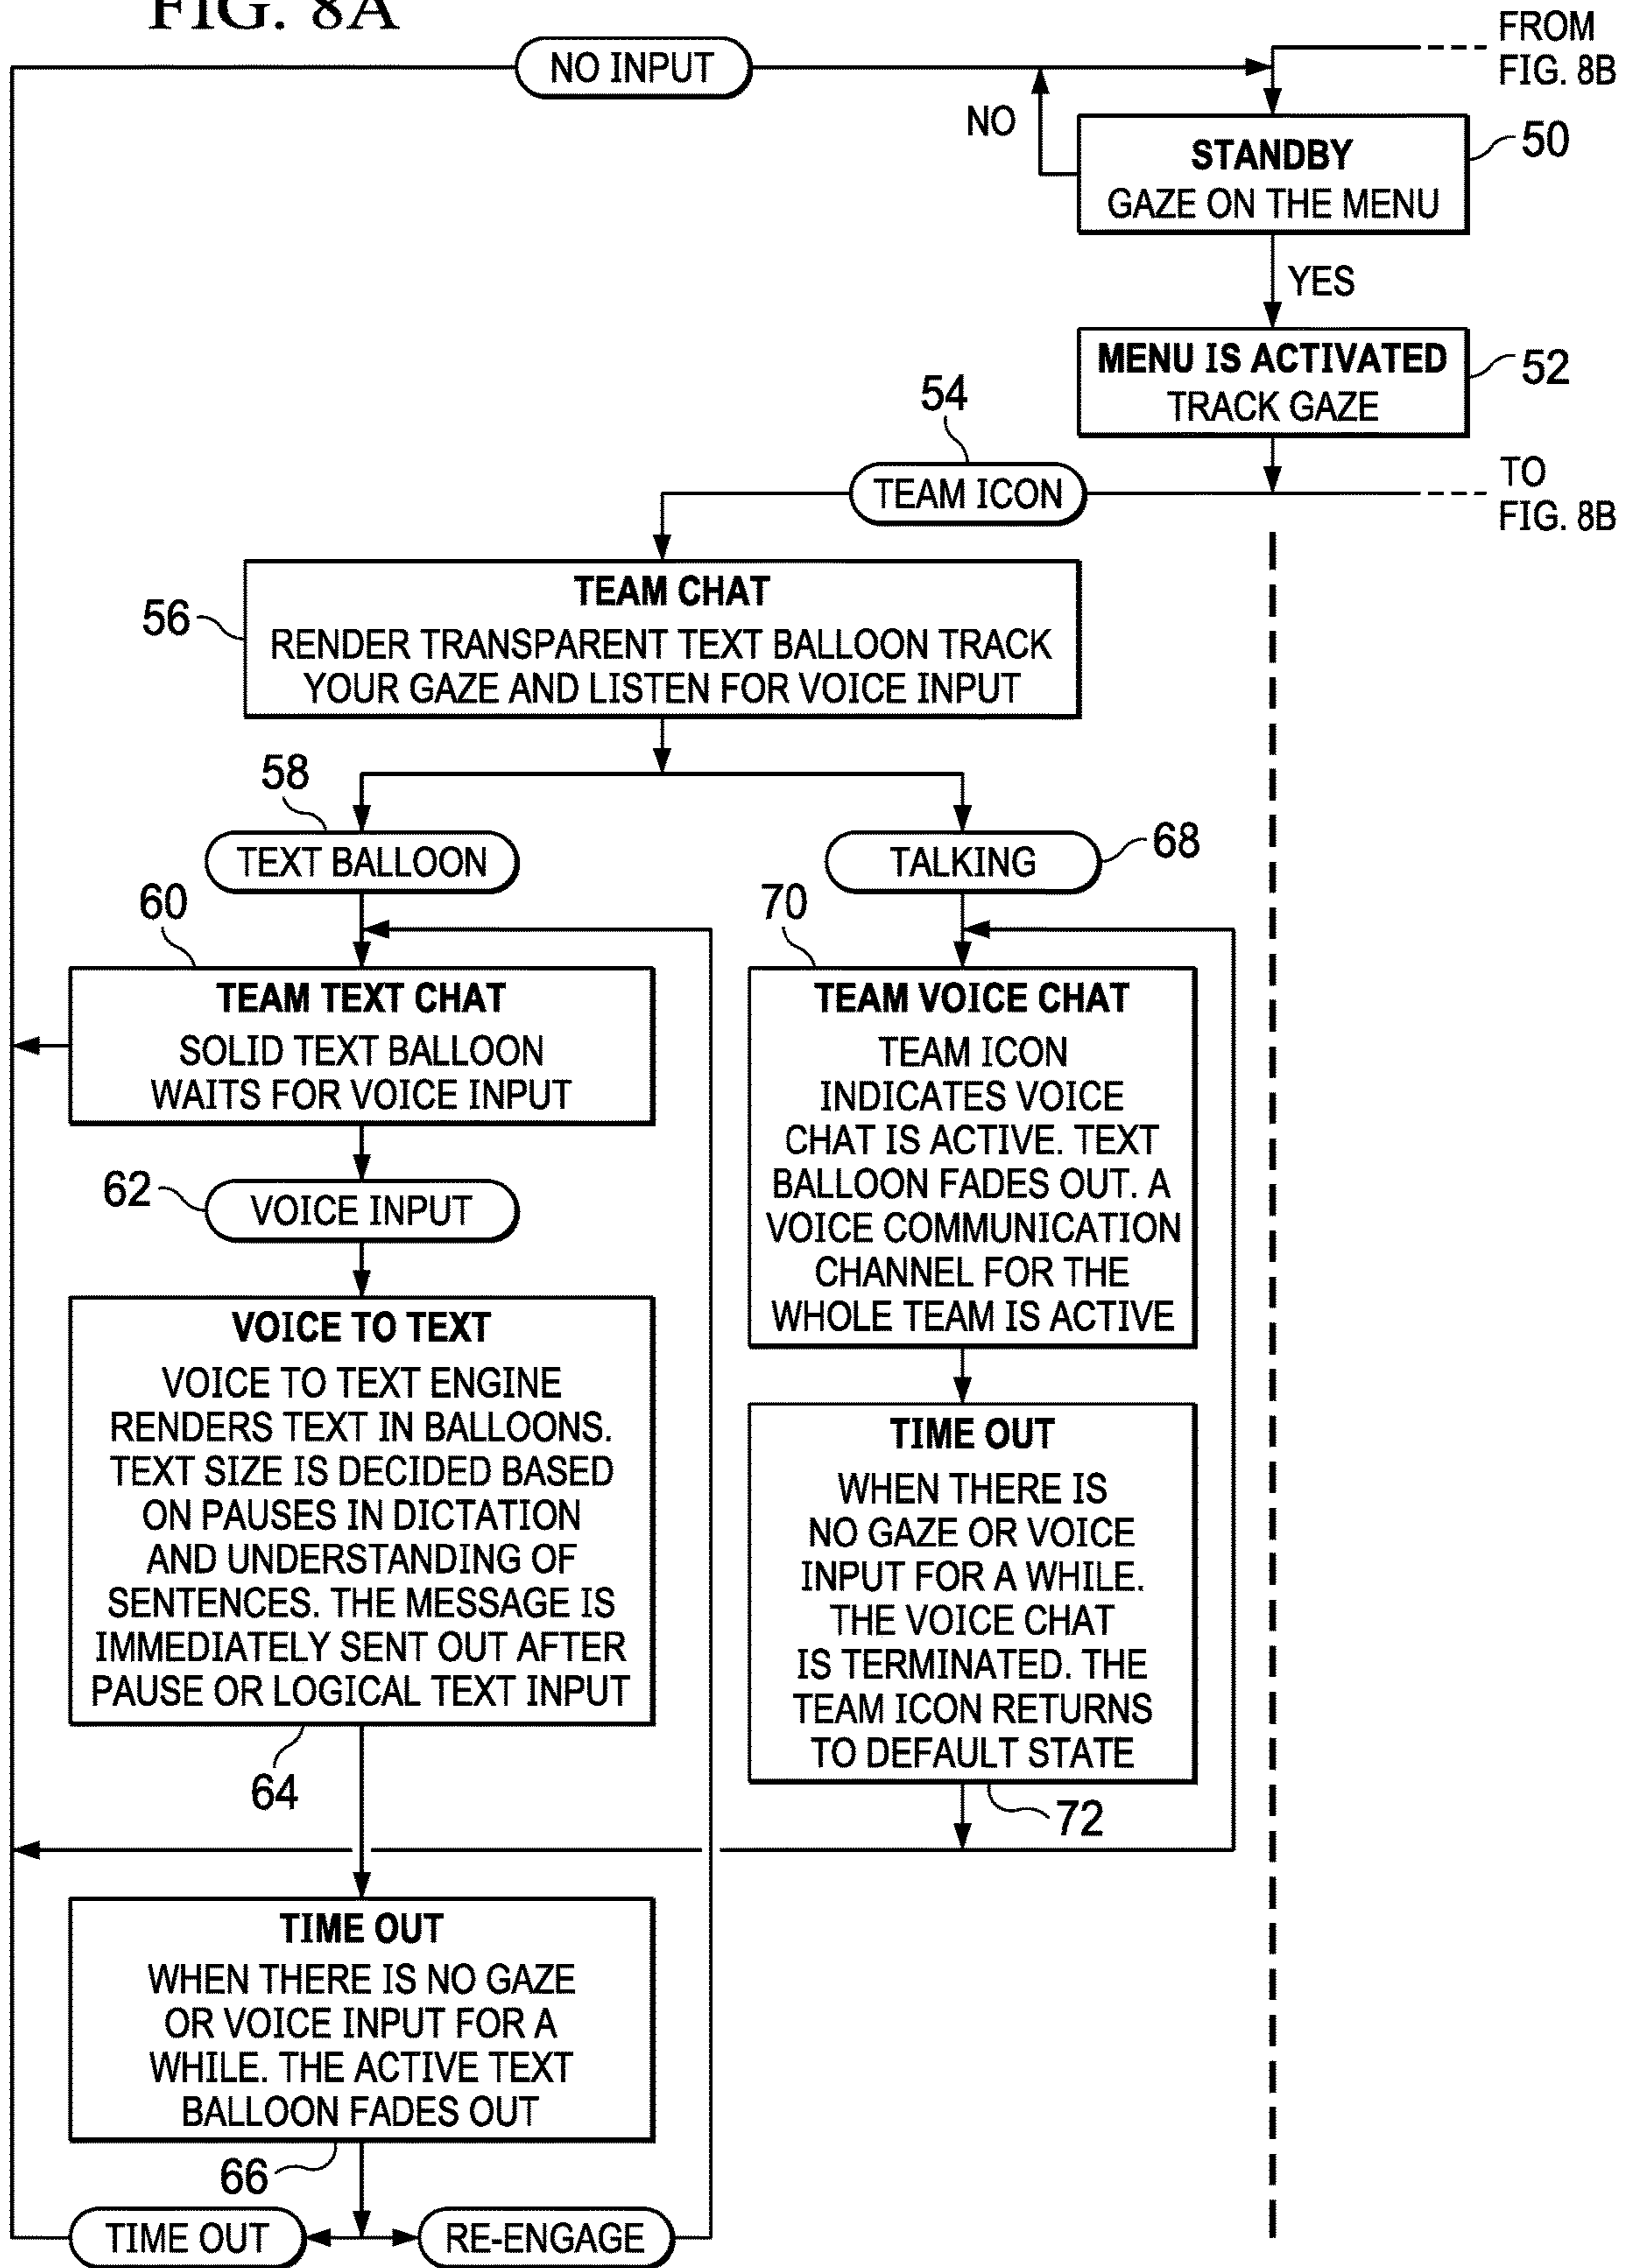 FIG. 8A
NO INPUT
FROM
FIG. 8B
NO
STANDBY
GAZE ON THE MENU
50
YES
MENU IS ACTIVATED
TRACK GAZE
52
54
TEAM ICON
TO
FIG. 8B
TEAM CHAT
RENDER TRANSPARENT TEXT BALLOON TRACK
YOUR GAZE AND LISTEN FOR VOICE INPUT
56
58
TEXT BALLOON
TALKING
68
60
TEAM TEXT CHAT
SOLID TEXT BALLOON
WAITS FOR VOICE INPUT
62
VOICE INPUT
VOICE TO TEXT
VOICE TO TEXT ENGINE
RENDERS TEXT IN BALLOONS.
TEXT SIZE IS DECIDED BASED
ON PAUSES IN DICTATION
AND UNDERSTANDING OF
SENTENCES. THE MESSAGE IS
IMMEDIATELY SENT OUT AFTER
PAUSE OR LOGICAL TEXT INPUT
64
70
TEAM VOICE CHAT
TEAM ICON
INDICATES VOICE
CHAT IS ACTIVE. TEXT
BALLOON FADES OUT. A
VOICE COMMUNICATION
CHANNEL FOR THE
WHOLE TEAM IS ACTIVE
TIME OUT
WHEN THERE IS
NO GAZE OR VOICE
INPUT FOR A WHILE.
THE VOICE CHAT
IS TERMINATED. THE
TEAM ICON RETURNS
TO DEFAULT STATE
72
TIME OUT
WHEN THERE IS NO GAZE
OR VOICE INPUT FOR A
WHILE. THE ACTIVE TEXT
BALLOON FADES OUT
66
TIME OUT
RE-ENGAGE